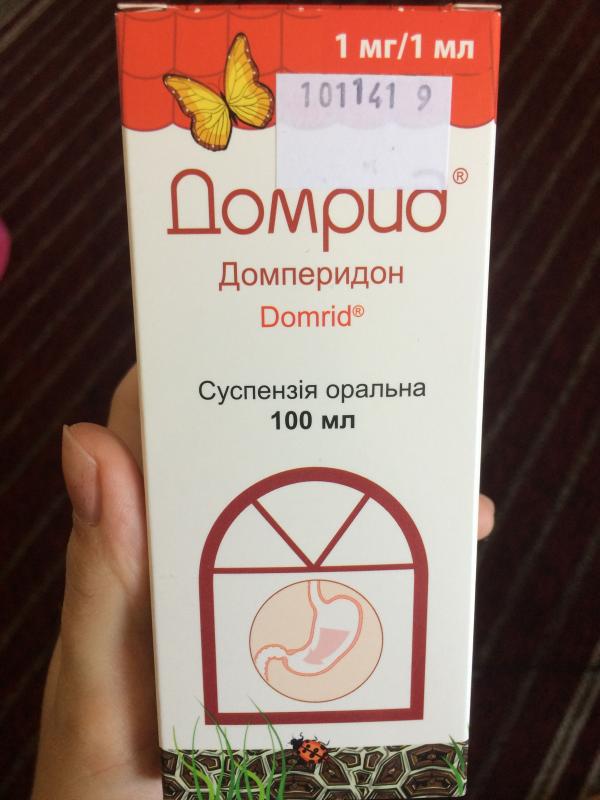 1 мг/1 мл
101141 9
Домрид®
Домперидон
Domrid®
Суспензія оральна
100 мл